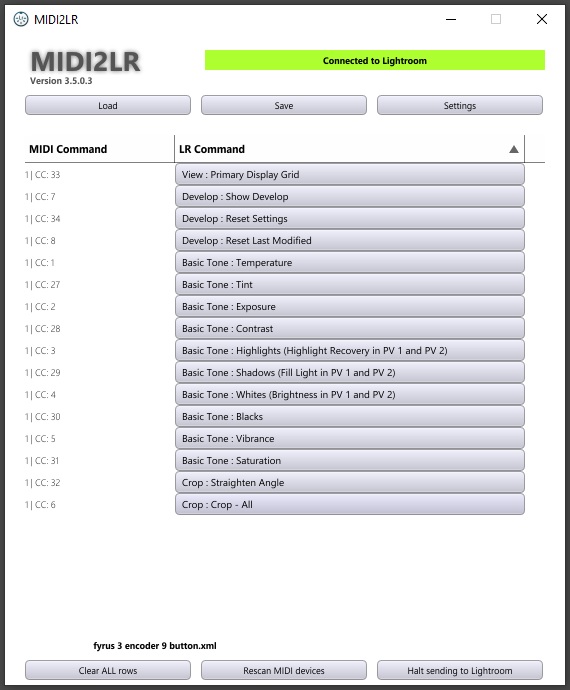 MIDI2LR
MIDI2LR
Version 3.5.0.3
Connected to Lightroom
Load Save Settings
MIDI Command LR Command
1| CC: 33 View : Primary Display Grid
1| CC: 7 Develop : Show Develop
1| CC: 34 Develop : Reset Settings
1| CC: 8 Develop : Reset Last Modified
1| CC: 1 Basic Tone : Temperature
1| CC: 27 Basic Tone : Tint
1| CC: 2 Basic Tone : Exposure
1| CC: 28 Basic Tone : Contrast
1| CC: 3 Basic Tone : Highlights (Highlight Recovery in PV 1 and PV 2)
1| CC: 29 Basic Tone : Shadows (Fill Light in PV 1 and PV 2)
1| CC: 4 Basic Tone : Whites (Brightness in PV 1 and PV 2)
1| CC: 30 Basic Tone : Blacks
1| CC: 5 Basic Tone : Vibrance
1| CC: 31 Basic Tone : Saturation
1| CC: 32 Crop : Straighten Angle
1| CC: 6 Crop : Crop - All
fyrus 3 encoder 9 button.xml
Clear ALL rows Rescan MIDI devices Halt sending to Lightroom